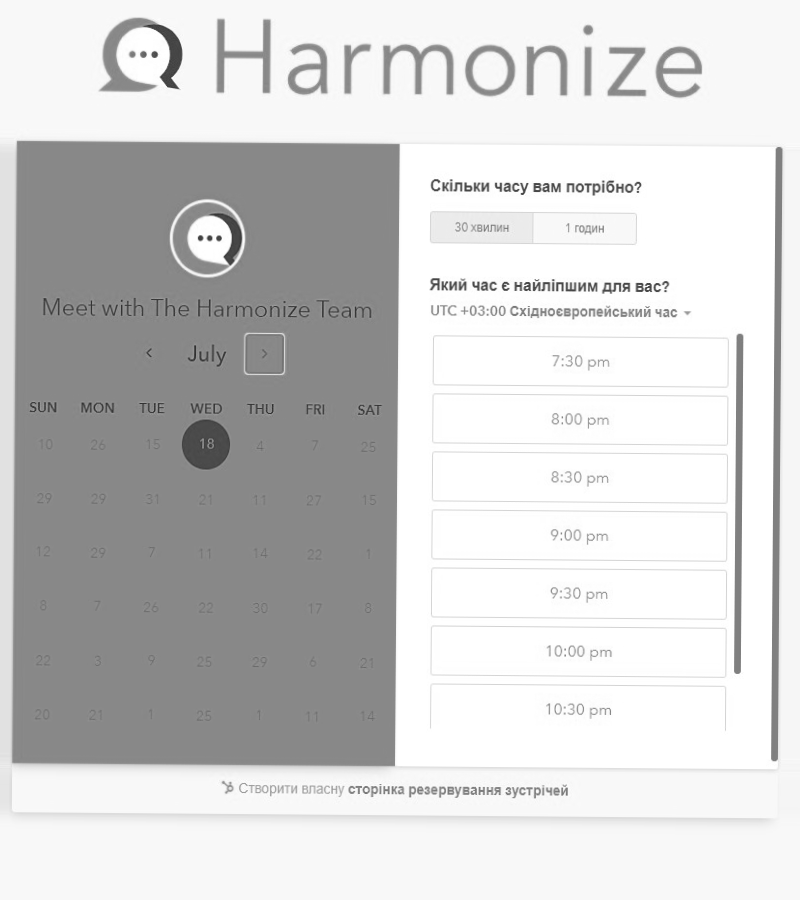 Harmonize
Meet with The Harmonize Team
July
SUN MON TUE WED THU FRI SAT
10 26 15 18 4 7 25
29 29 31 21 11 27 15
12 29 7 11 14 22 1
8 7 26 22 30 17 8
22 3 9 25 29 6 21
20 21 1 25 1 11 14
Скільки часу вам потрібно?
30 хвилин 1 годин
Який час є найліпшим для вас?
UTC +03:00 Східноєвропейський час
7:30 pm
8:00 pm
8:30 pm
9:00 pm
9:30 pm
10:00 pm
10:30 pm
Створити власну сторінка резервування зустрічей